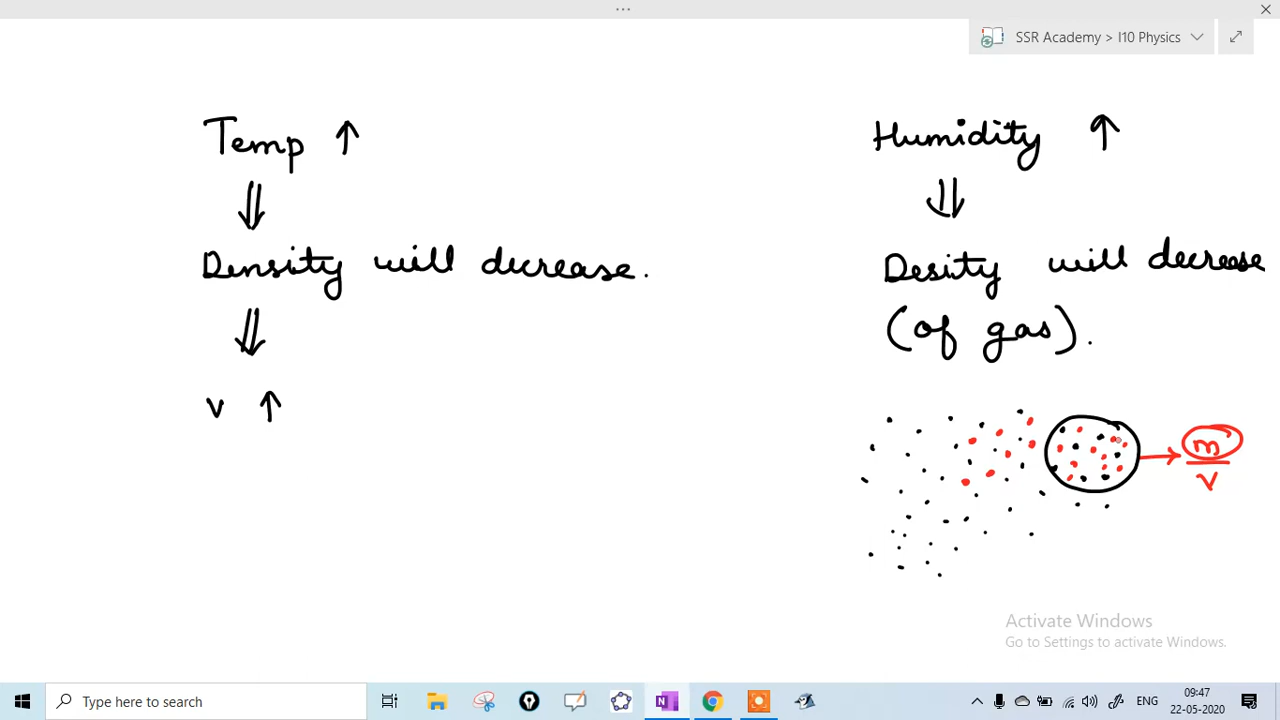 ...
SSR Academy > I10 Physics
Temp ↑
⇓
Density will decrease.
⇓
v ↑
Humidity ↑
⇓
Desity will decrease
(of gas).
m
v
Activate Windows
Go to Settings to activate Windows.
Type here to search
ENG
09:47
22-05-2020